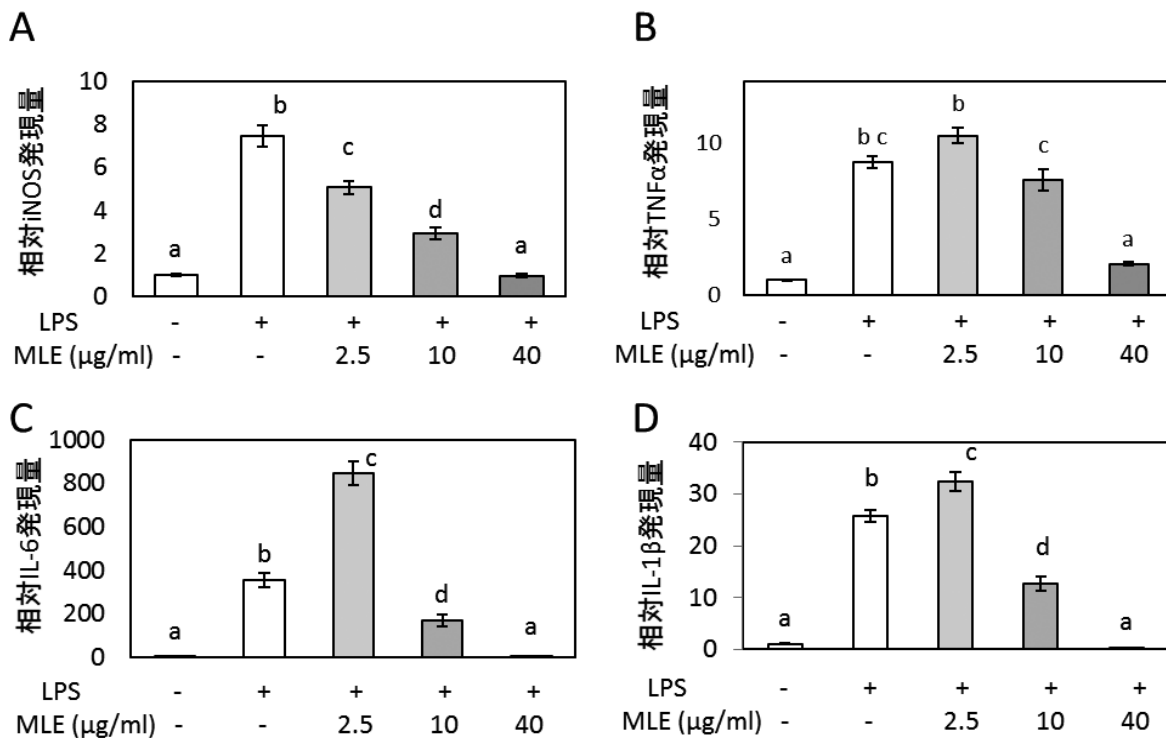 A
相対iNOS発現量
10
8
6
4
2
0
a
b
c
d
a
LPS - + + + +
MLE (μg/ml) - - 2.5 10 40
B
相対TNFα発現量
10
5
0
a
b c
b
c
a
LPS - + + + +
MLE (μg/ml) - - 2.5 10 40
C
相対IL-6発現量
1000
800
600
400
200
0
a
b
c
d
a
LPS - + + + +
MLE (μg/ml) - - 2.5 10 40
D
相対IL-1β発現量
40
30
20
10
0
a
b
c
d
a
LPS - + + + +
MLE (μg/ml) - - 2.5 10 40